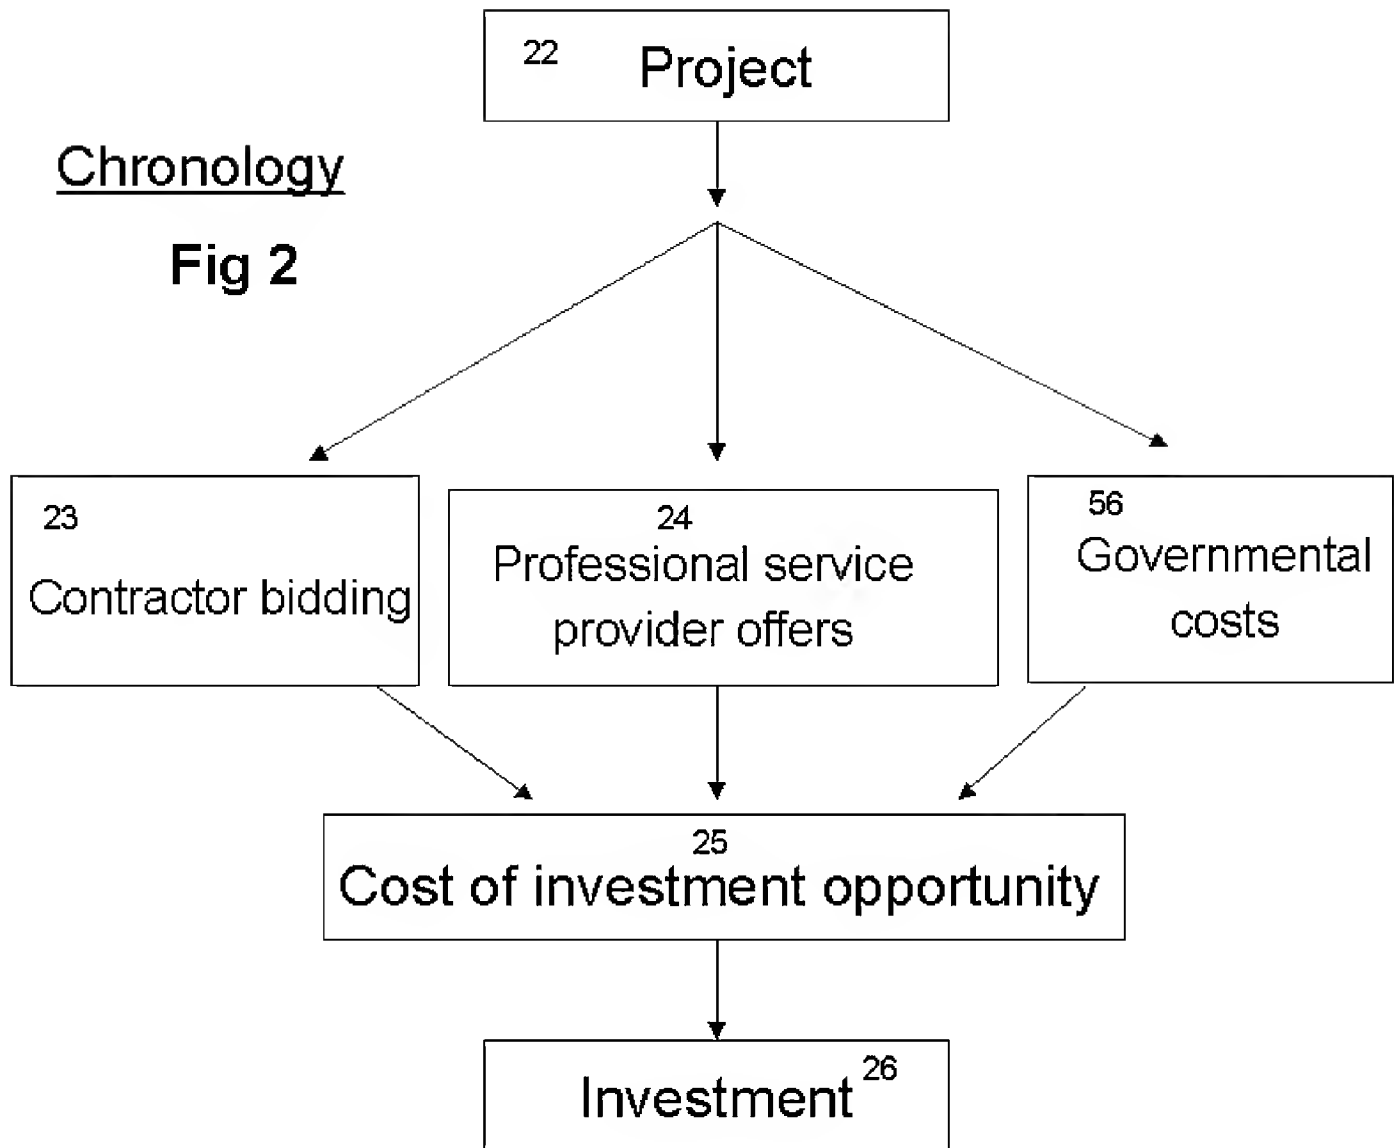 22 Project
Chronology
Fig 2
23
Contractor bidding
24
Professional service
provider offers
56
Governmental
costs
25
Cost of investment opportunity
Investment 26